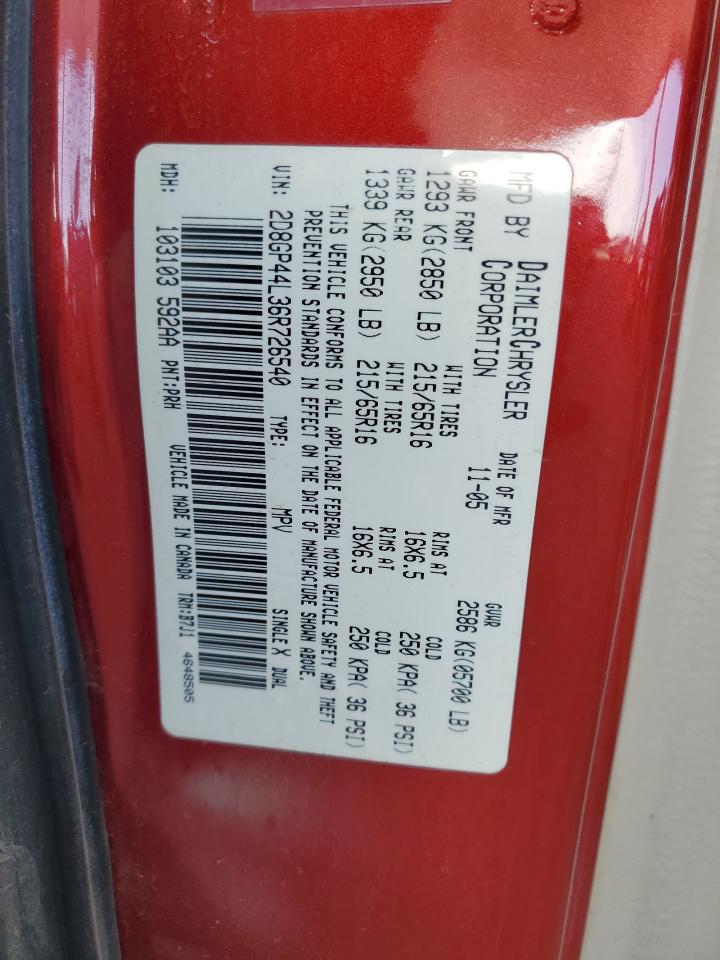 MFD BY DAIMLERCHRYSLER CORPORATION DATE OF MFR 11-05 GVWR 2586 KG(05700 LB)
GAWR FRONT WITH TIRES RIMS AT COLD
1293 KG(2850 LB) 215/65R16 16X6.5 250 KPA( 36 PSI)
GAWR REAR WITH TIRES RIMS AT COLD
1339 KG(2950 LB) 215/65R16 16X6.5 250 KPA( 36 PSI)
THIS VEHICLE CONFORMS TO ALL APPLICABLE FEDERAL MOTOR VEHICLE SAFETY AND THEFT
PREVENTION STANDARDS IN EFFECT ON THE DATE OF MANUFACTURE SHOWN ABOVE.
VIN: 2D8GP44L36R726540 TYPE: MPV SINGLE X DUAL
MDH: 103103 592AA PNT:PRH VEHICLE MADE IN CANADA TRM:B7J1 4648505